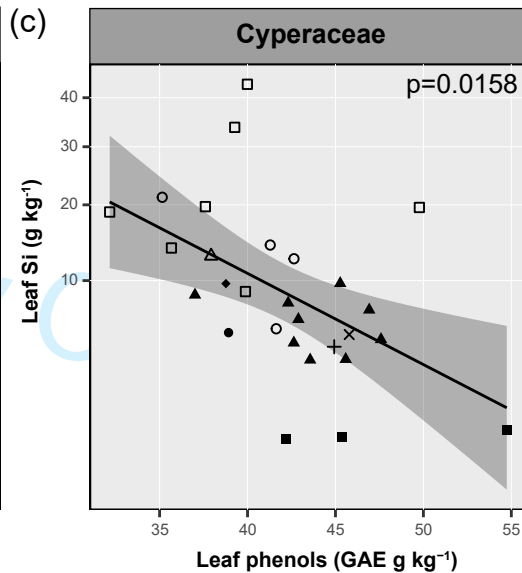 (c)
Cyperaceae
p=0.0158
Leaf Si (g kg⁻¹)
40
30
20
10
35 40 45 50 55
Leaf phenols (GAE g kg⁻¹)